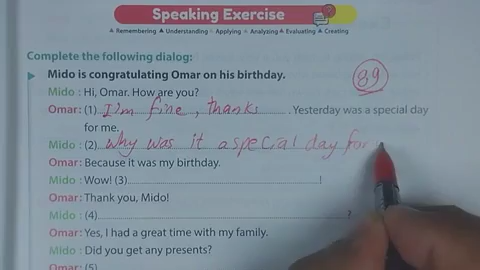 Speaking Exercise
▲ Remembering ▲ Understanding ▲ Applying ▲ Analyzing ▲ Evaluating ▲ Creating
Complete the following dialog:
Mido is congratulating Omar on his birthday.
89
Mido : Hi, Omar. How are you?
Omar: (1) I'm fine, thanks. Yesterday was a special day
for me.
Mido : (2) Why was it a special day for
Omar: Because it was my birthday.
Mido : Wow! (3)..........!
Omar: Thank you, Mido!
Mido : (4)..........?
Omar: Yes, I had a great time with my family.
Mido : Did you get any presents?
Omar: (5)